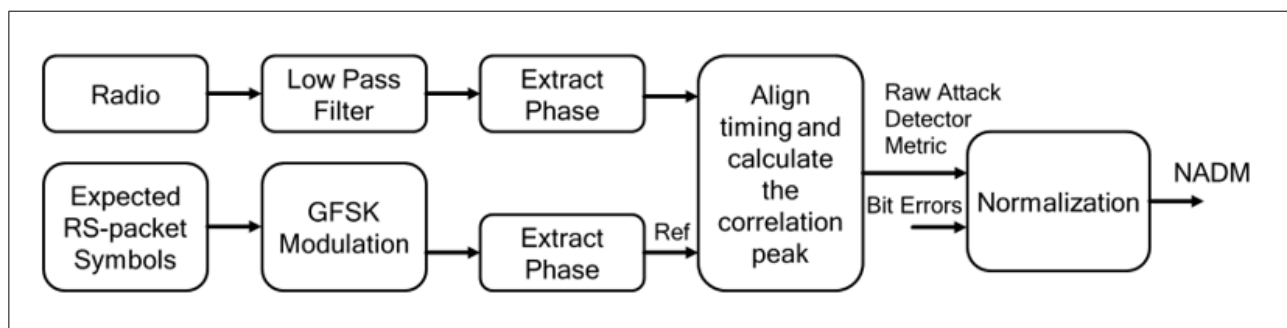 Radio
Low Pass
Filter
Extract
Phase
Expected
RS-packet
Symbols
GFSK
Modulation
Extract
Phase
Ref
Align
timing and
calculate
the
correlation
peak
Raw Attack
Detector
Metric
Bit Errors
Normalization
NADM